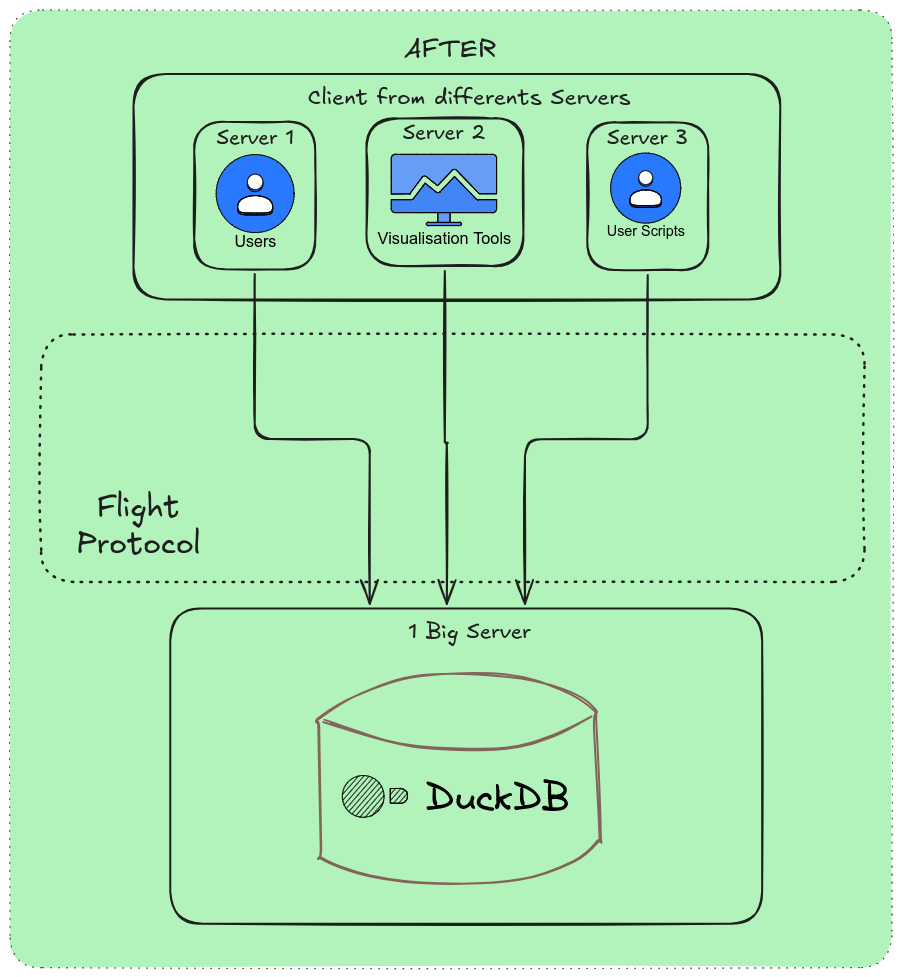 AFTER
Client from differents Servers
Server 1
Server 2
Server 3
Users
Visualisation Tools
User Scripts
Flight
Protocol
1 Big Server
DuckDB